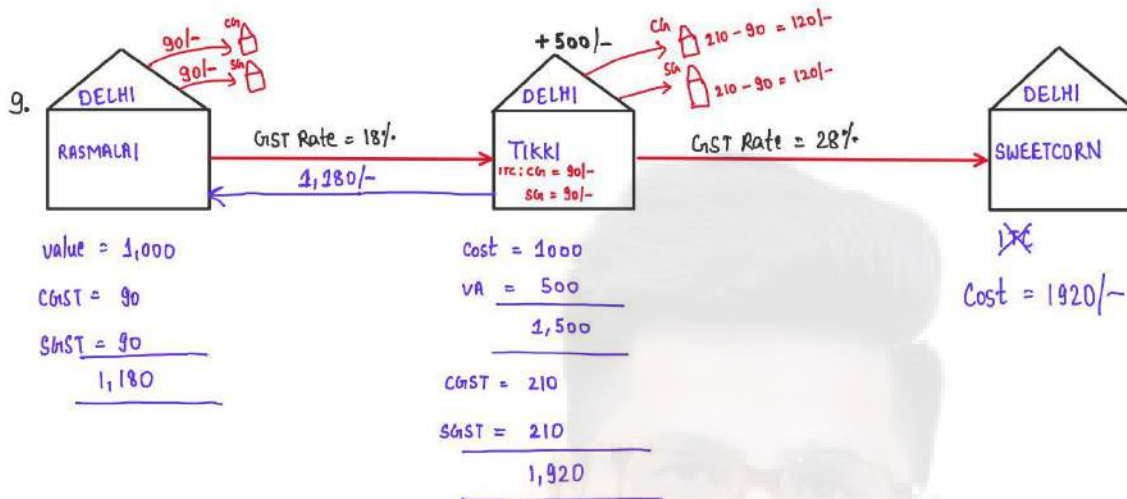 9.
DELHI
RASMALAI
90/-
90/-
CG
SG
GST Rate = 18%
1,180/-
value = 1,000
CGST = 90
SGST = 90
1,180
+500/-
DELHI
TIKKI
ITC: CG = 90/-
SG = 90/-
CG 210-90 = 120/-
SG 210-90 = 120/-
GST Rate = 28%
Cost = 1000
VA = 500
1,500
CGST = 210
SGST = 210
1,920
DELHI
SWEETCORN
ITC
Cost = 1920/-